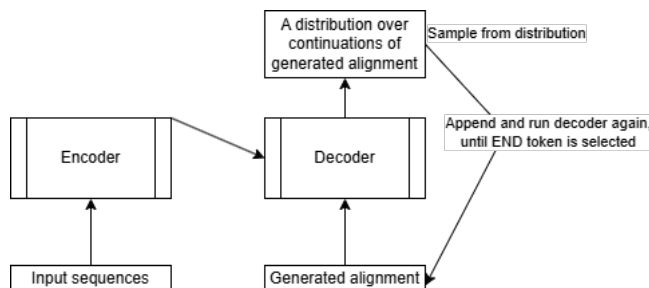 A distribution over
continuations of
generated alignment
Sample from distribution
Append and run decoder again,
until END token is selected
Encoder
Decoder
Input sequences
Generated alignment